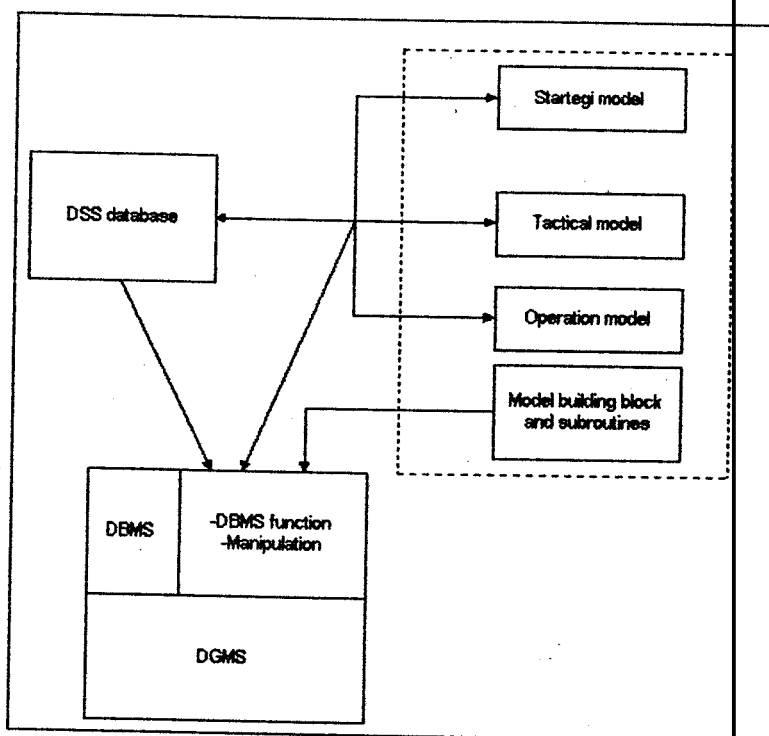 Startegi model
DSS database
Tactical model
Operation model
Model building block
and subroutines
DBMS
-DBMS function
-Manipulation
DGMS